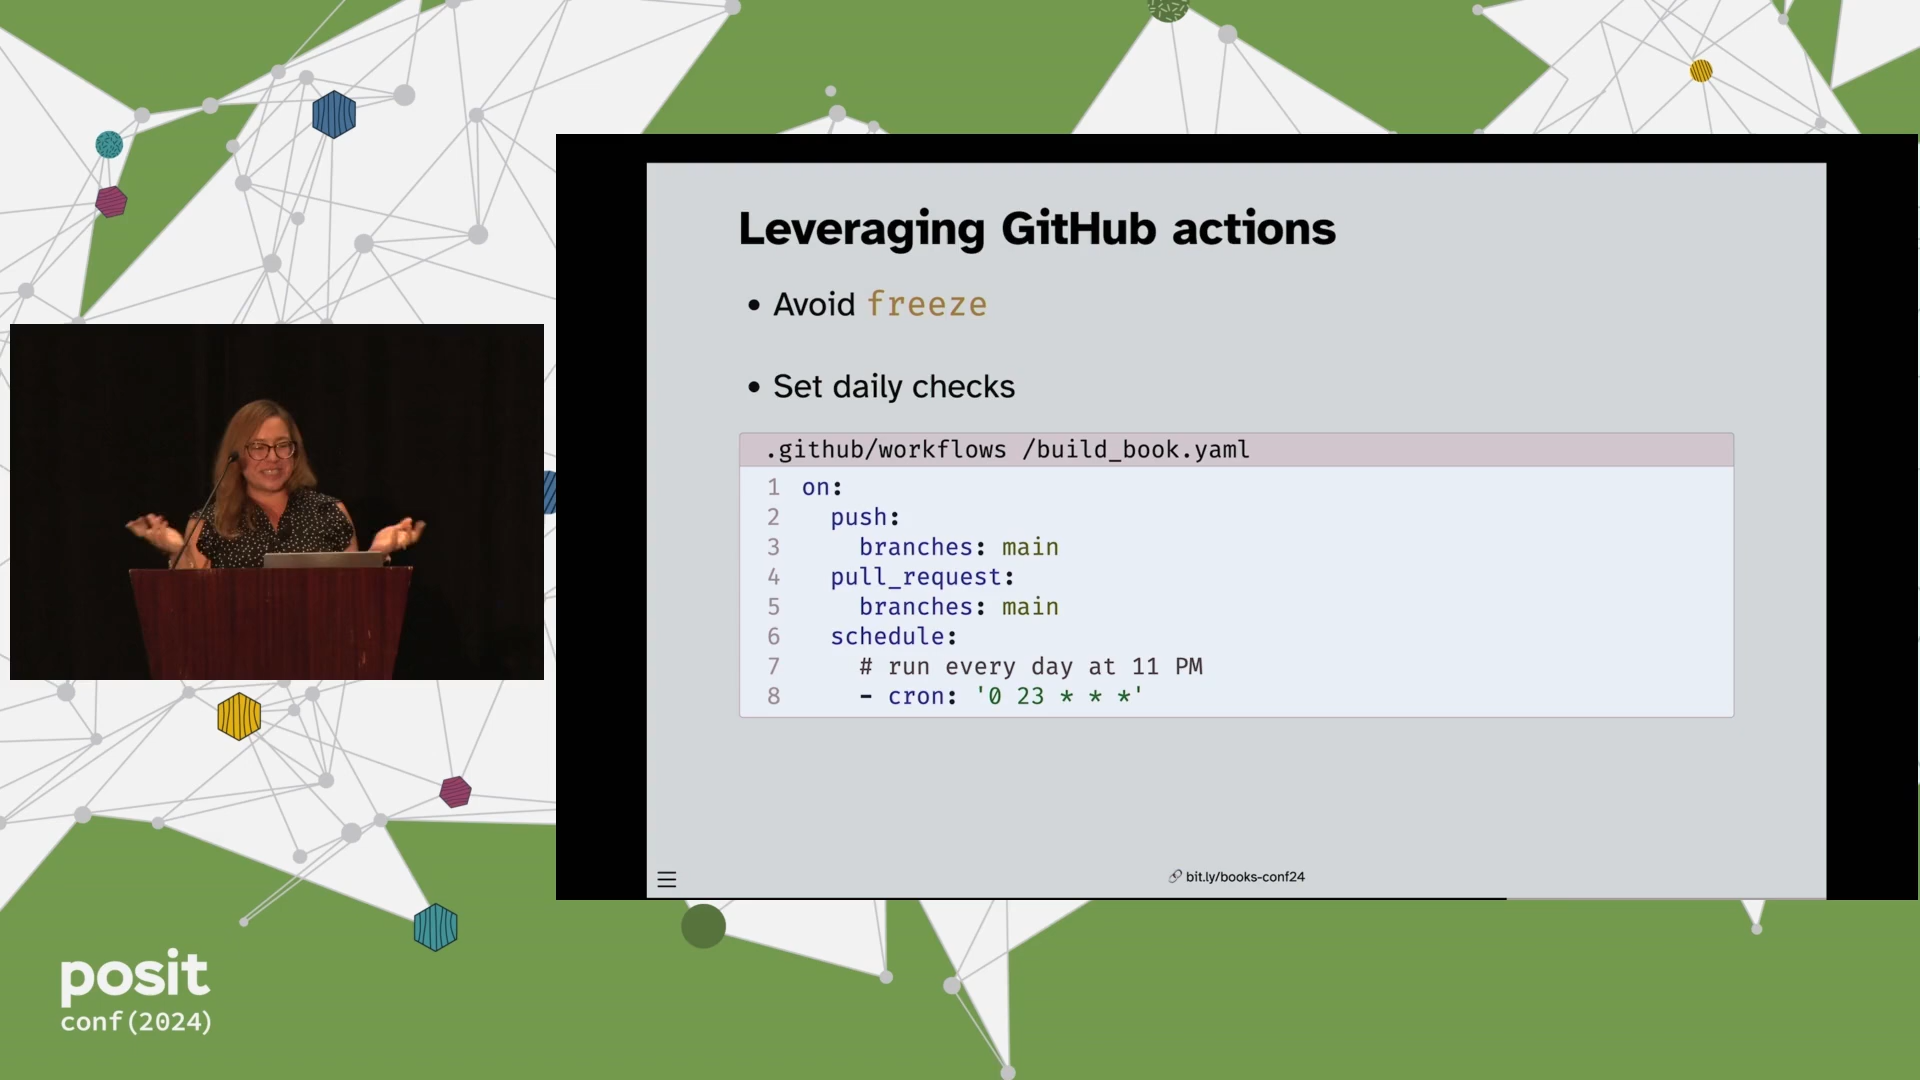 Leveraging GitHub actions
• Avoid freeze
• Set daily checks
.github/workflows /build_book.yaml
1 on:
2   push:
3     branches: main
4   pull_request:
5     branches: main
6   schedule:
7     # run every day at 11 PM
8     - cron: '0 23 * * *'
bit.ly/books-conf24
posit
conf(2024)